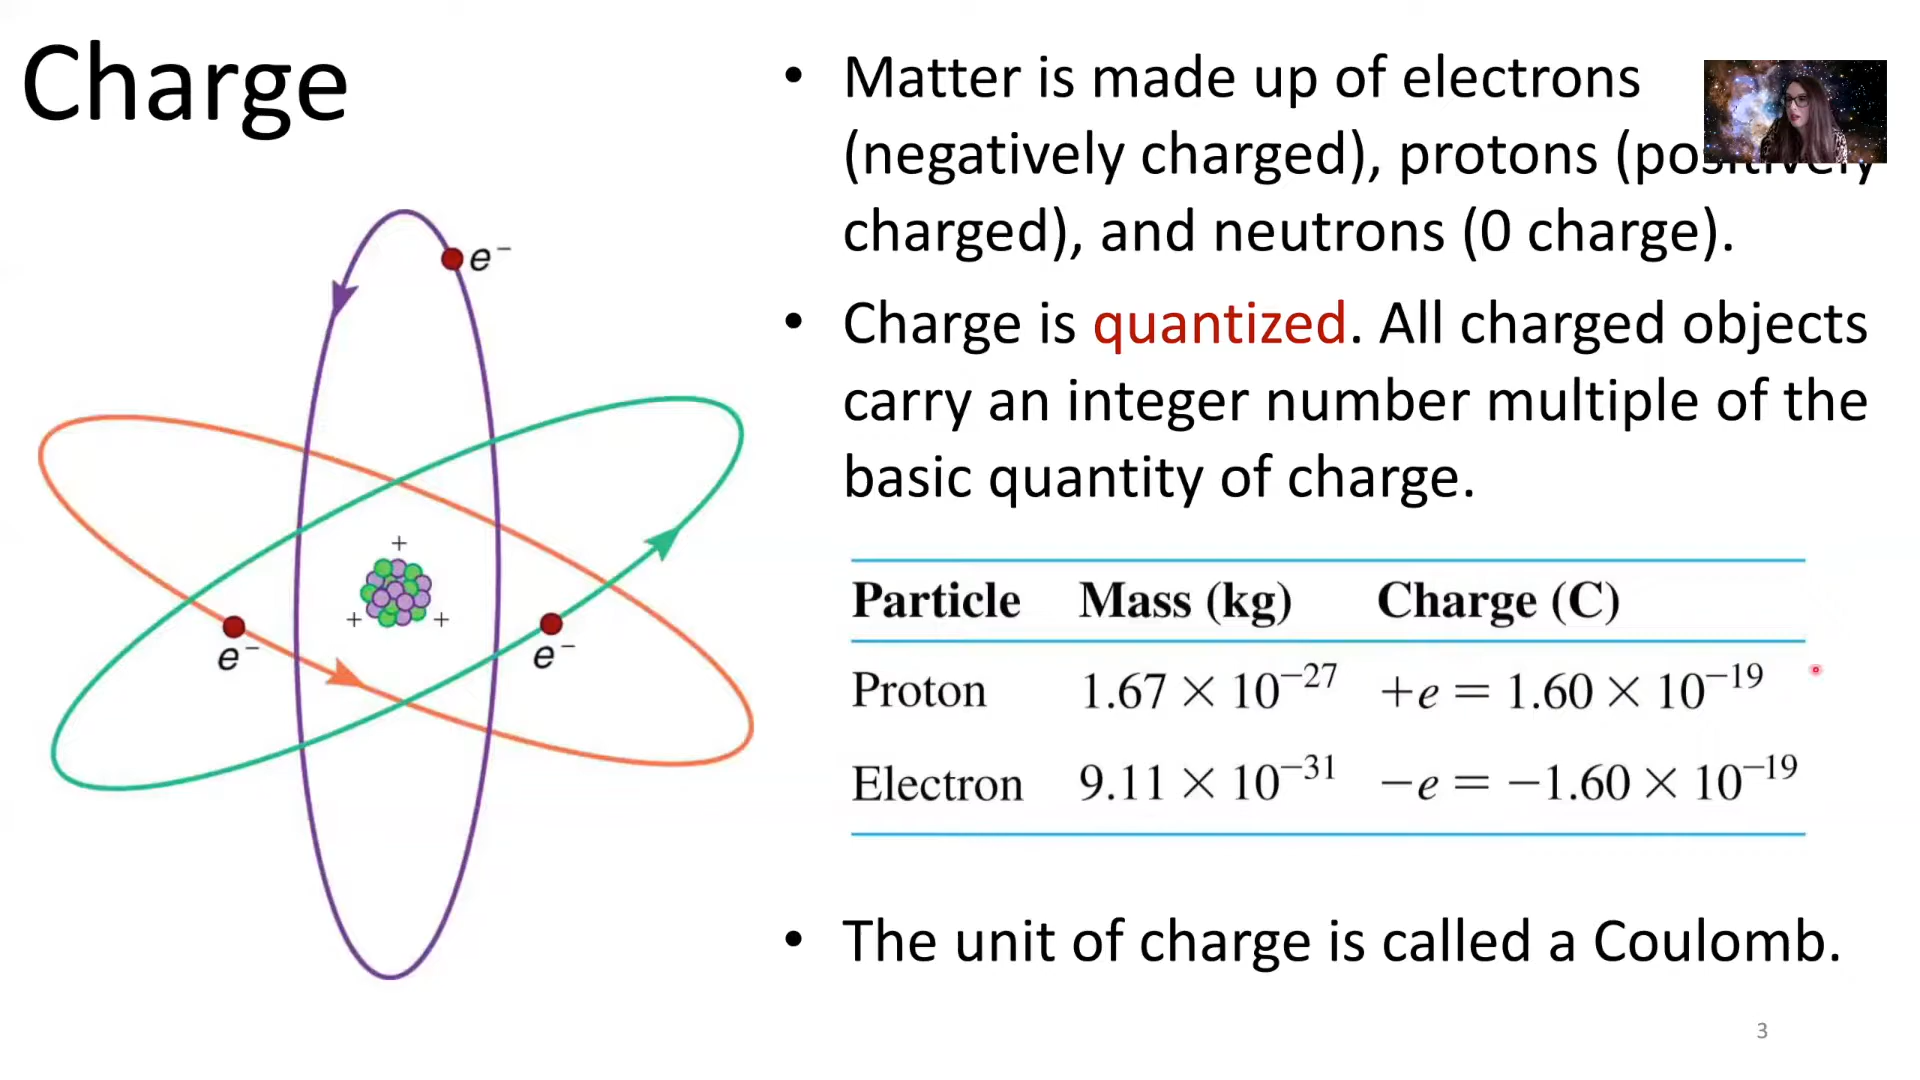 Charge
• Matter is made up of electrons
(negatively charged), protons (positively
charged), and neutrons (0 charge).
• Charge is quantized. All charged objects
carry an integer number multiple of the
basic quantity of charge.
e⁻
+
+ +
e⁻ e⁻
Particle Mass (kg) Charge (C)
Proton 1.67 × 10⁻²⁷ +e = 1.60 × 10⁻¹⁹
Electron 9.11 × 10⁻³¹ −e = −1.60 × 10⁻¹⁹
• The unit of charge is called a Coulomb.
3